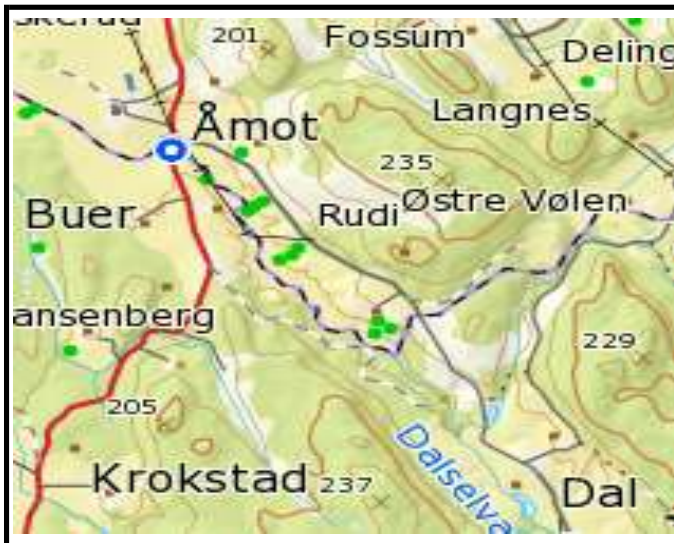 201
Fossum
Deling
Åmot
Langnes
235
Buer
Rudi
Østre Vølen
ansenberg
229
205
Krokstad
237
Dalselva
Dal